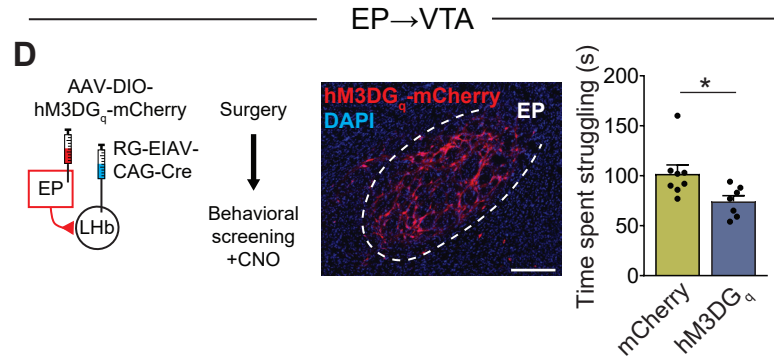 EP→VTA
D
AAV-DIO-
hM3DGq-mCherry
RG-EIAV-
CAG-Cre
EP
LHb
Surgery
Behavioral
screening
+CNO
hM3DGq-mCherry
DAPI
EP
Time spent struggling (s)
200
150
100
50
0
*
mCherry
hM3DGq